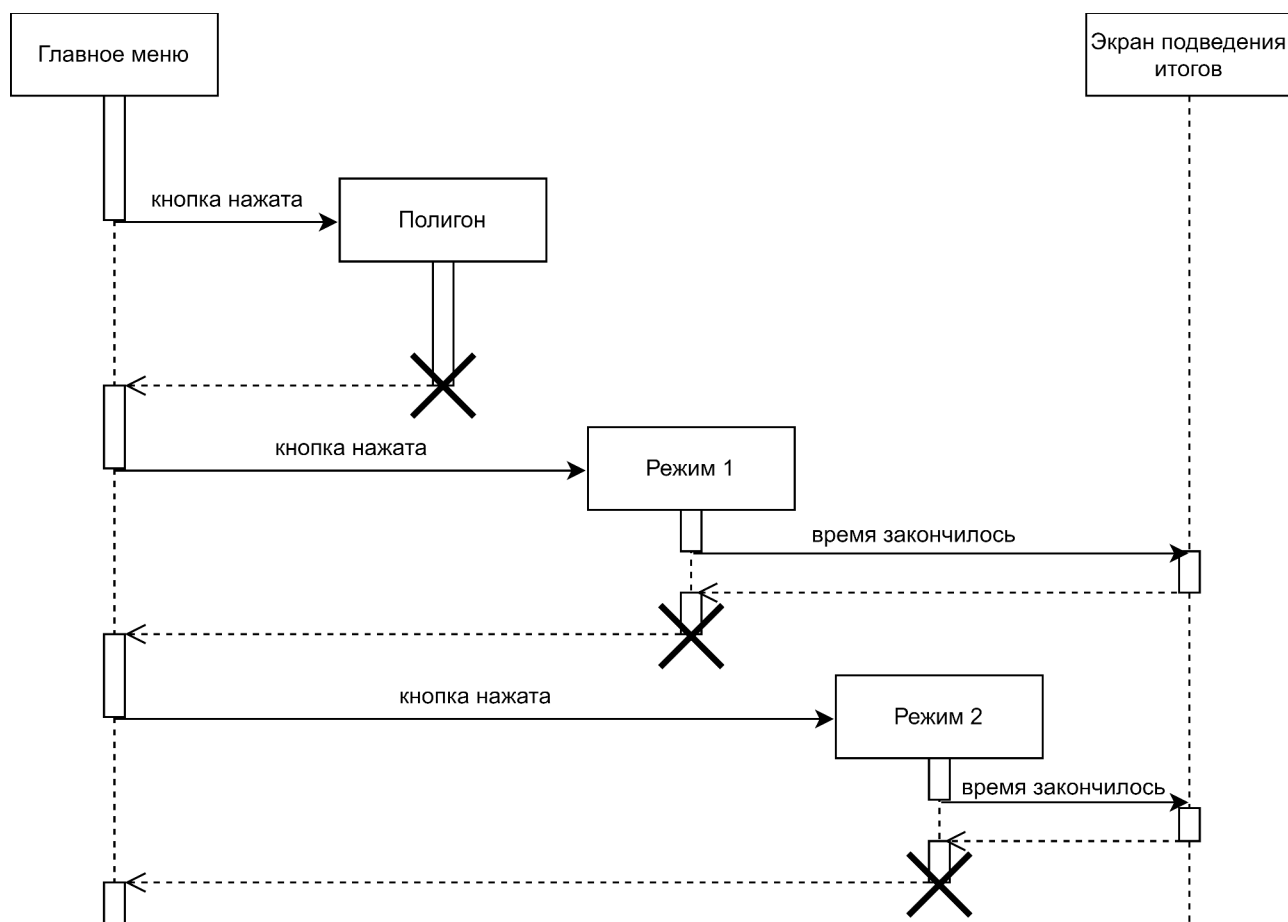 Главное меню
Экран подведения
итогов
кнопка нажата
Полигон
кнопка нажата
Режим 1
время закончилось
кнопка нажата
Режим 2
время закончилось